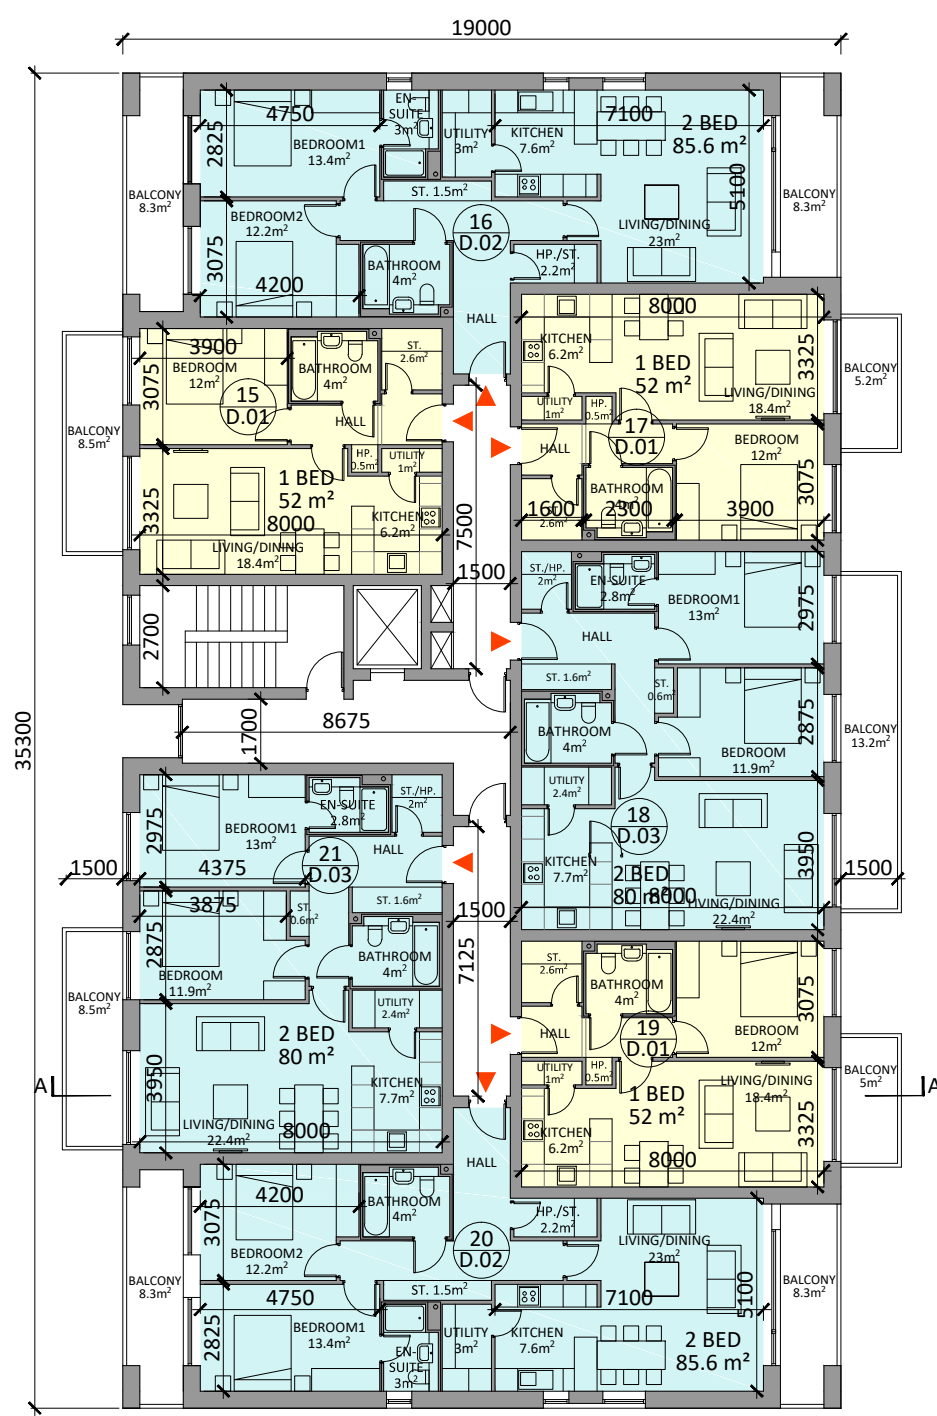 19000
35300
4750
EN-
SUITE
3m²
UTILITY
3m²
KITCHEN
7.6m²
7100
2 BED
85.6 m²
BEDROOM1
13.4m²
2825
BALCONY
8.3m²
BALCONY
8.3m²
5100
ST. 1.5m²
BEDROOM2
12.2m²
3075
4200
BATHROOM
4m²
16
D.02
LIVING/DINING
23m²
HP./ST.
2.2m²
HALL
3900
BEDROOM
12m²
3075
BATHROOM
4m²
ST.
2.6m²
15
D.01
HALL
BALCONY
8.5m²
HP.
0.5m²
UTILITY
1m²
1 BED
52 m²
8000
3325
KITCHEN
6.2m²
LIVING/DINING
18.4m²
8000
KITCHEN
6.2m²
1 BED
52 m²
3325
LIVING/DINING
18.4m²
BALCONY
5.2m²
UTILITY
1m²
HP.
0.5m²
17
D.01
HALL
BEDROOM
12m²
3075
BATHROOM
4m²
1600
2300
3900
ST.
2.6m²
7500
1500
2700
8675
1700
ST./HP.
2m²
EN-SUITE
2.8m²
BEDROOM1
13m²
2975
HALL
ST. 1.6m²
ST.
0.6m²
BATHROOM
4m²
BEDROOM
11.9m²
2875
BALCONY
13.2m²
UTILITY
2.4m²
18
D.03
KITCHEN
7.7m²
2 BED
80 m²
8000
3950
LIVING/DINING
22.4m²
1500
2975
BEDROOM1
13m²
EN-SUITE
2.8m²
ST./HP.
2m²
HALL
21
D.03
1500
4375
3875
ST. 1.6m²
ST.
0.6m²
1500
7125
2875
BEDROOM
11.9m²
BATHROOM
4m²
BALCONY
8.5m²
UTILITY
2.4m²
2 BED
80 m²
3950
KITCHEN
7.7m²
LIVING/DINING
22.4m²
8000
ST.
2.6m²
BATHROOM
4m²
3075
BEDROOM
12m²
HALL
19
D.01
UTILITY
1m²
HP.
0.5m²
LIVING/DINING
18.4m²
1 BED
52 m²
KITCHEN
6.2m²
3325
8000
BALCONY
5m²
A
A
HALL
4200
3075
BATHROOM
4m²
HP./ST.
2.2m²
20
D.02
LIVING/DINING
23m²
BEDROOM2
12.2m²
BALCONY
8.3m²
BALCONY
8.3m²
ST. 1.5m²
4750
7100
5100
2825
BEDROOM1
13.4m²
UTILITY
3m²
KITCHEN
7.6m²
2 BED
85.6 m²
EN-
SUITE
3m²